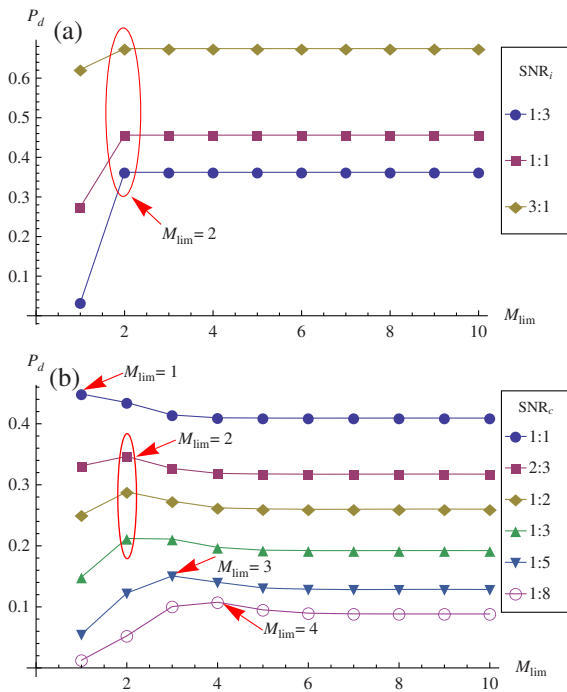 P_d
(a)
0.6
0.5
0.4
0.3
0.2
0.1
M_lim = 2
2
4
6
8
10
M_lim
SNR_i
1:3
1:1
3:1
P_d
(b)
M_lim = 1
0.4
M_lim = 2
0.3
0.2
M_lim = 3
0.1
M_lim = 4
0
2
4
6
8
10
M_lim
SNR_c
1:1
2:3
1:2
1:3
1:5
1:8